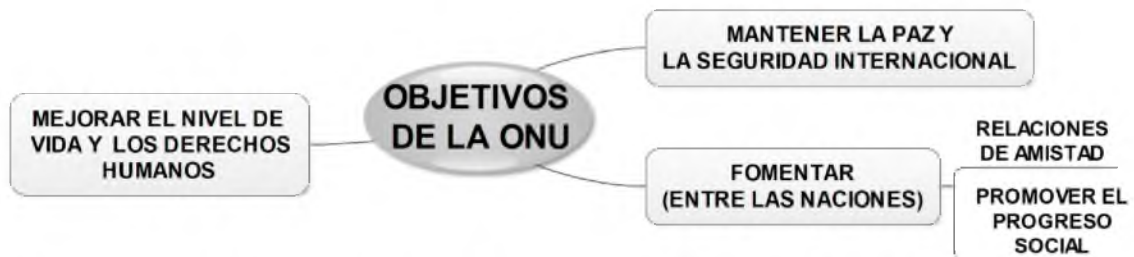 MANTENER LA PAZ Y
LA SEGURIDAD INTERNACIONAL
OBJETIVOS
DE LA ONU
MEJORAR EL NIVEL DE
VIDA Y LOS DERECHOS
HUMANOS
FOMENTAR
(ENTRE LAS NACIONES)
RELACIONES
DE AMISTAD
PROMOVER EL
PROGRESO
SOCIAL